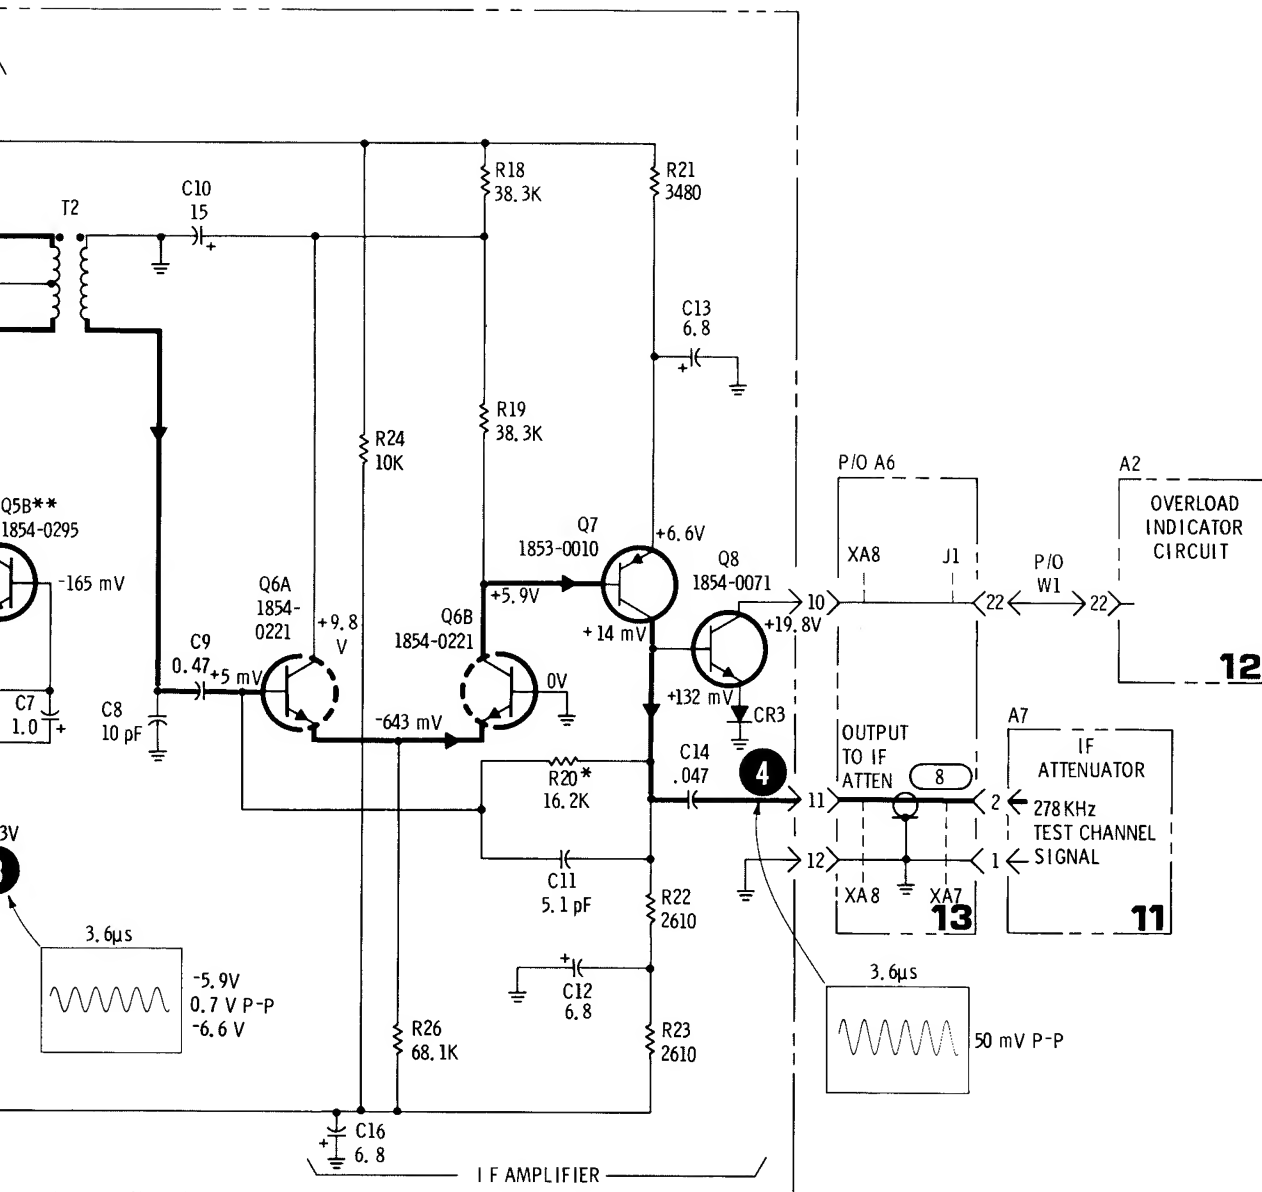 R18
38.3K
R21
3480
C10
15
+
T2
C13
6.8
+
R19
38.3K
R24
10K
P/O A6
A2
OVERLOAD
INDICATOR
CIRCUIT
Q5B**
1854-0295
-165 mV
Q7
1853-0010
+6.6V
Q8
1854-0071
XA8
J1
P/O
W1
10
22
22
+19.8V
Q6A
1854-
0221
+9.8
V
+5.9V
Q6B
1854-0221
+14 mV
12
C9
0.47
+5 mV
0V
+132 mV
CR3
C7
1.0
+
C8
10 pF
-643 mV
A7
IF
ATTENUATOR
OUTPUT
TO IF
ATTEN
8
C14
.047
4
R20*
16.2K
11
2
278KHz
TEST CHANNEL
SIGNAL
12
1
3V
C11
5.1 pF
R22
2610
XA8
XA7
13
11
3.6µs
-5.9V
0.7 V P-P
-6.6 V
+
C12
6.8
3.6µs
50 mV P-P
R26
68.1K
R23
2610
+
C16
6.8
IF AMPLIFIER